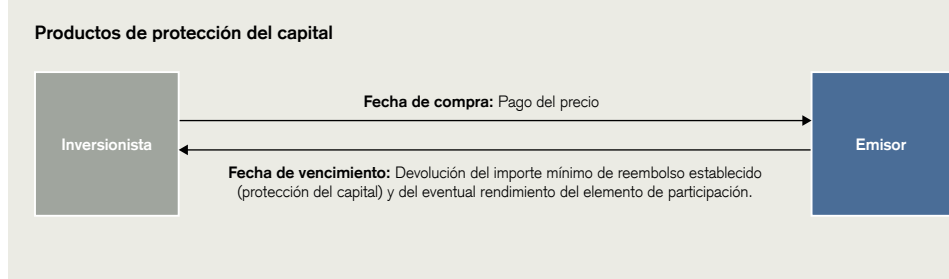 Productos de protección del capital
Fecha de compra: Pago del precio
Inversionista
Emisor
Fecha de vencimiento: Devolución del importe mínimo de reembolso establecido
(protección del capital) y del eventual rendimiento del elemento de participación.